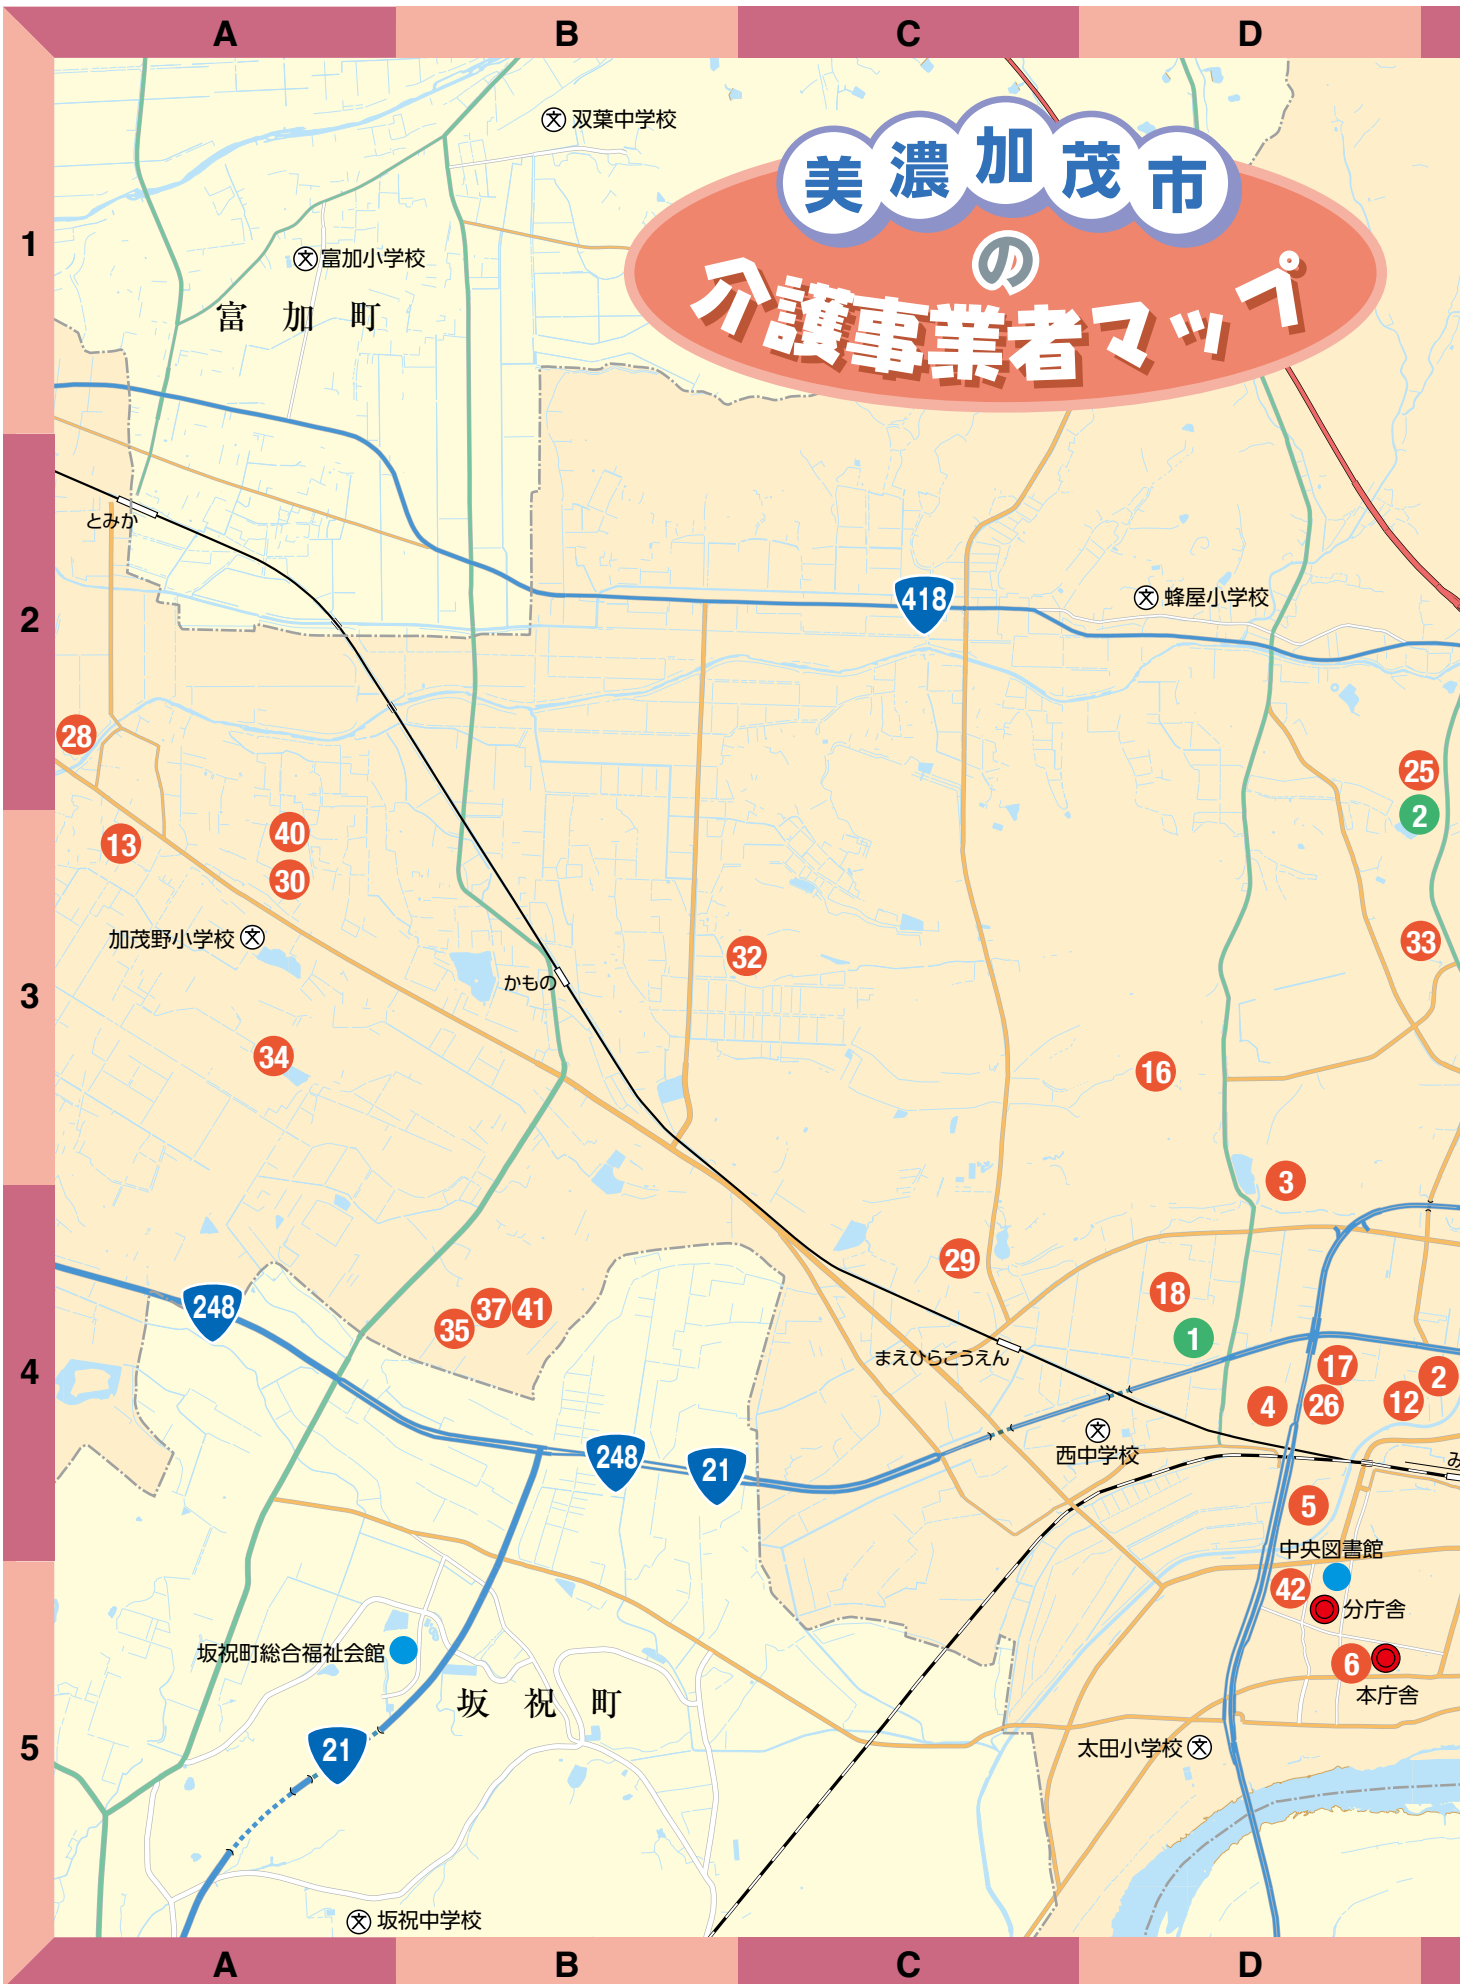 A
B
C
D
双葉中学校
美濃加茂市
の
介護事業者マップ
1
富加小学校
富加町
とみか
418
蜂屋小学校
2
28
25
2
40
13
30
加茂野小学校
33
32
かもの
3
34
16
3
29
248
18
37
41
35
1
まえひらこうえん
17
2
4
12
4
26
西中学校
248
21
み
5
中央図書館
42
分庁舎
坂祝町総合福祉会館
6
本庁舎
坂祝町
21
太田小学校
5
坂祝中学校
A
B
C
D